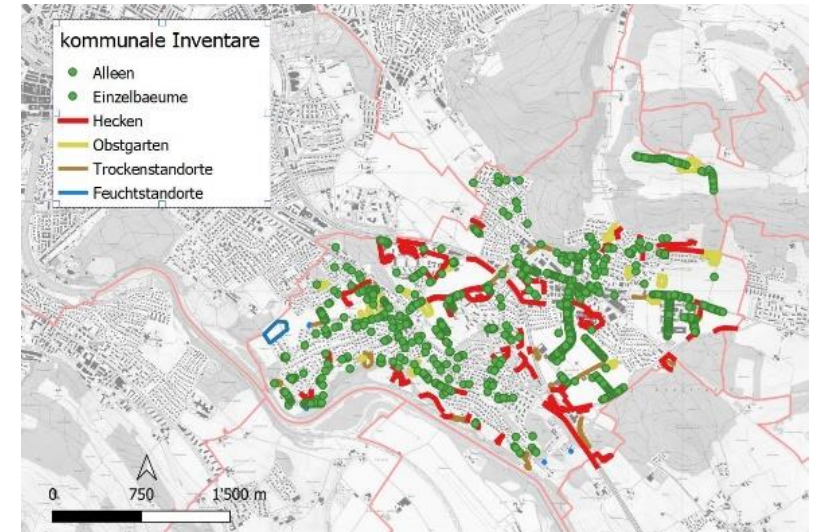 kommunale Inventare
Alleen
Einzelbaeume
Hecken
Obstgarten
Trockenstandorte
Feuchtstandorte
0 750 1'500 m